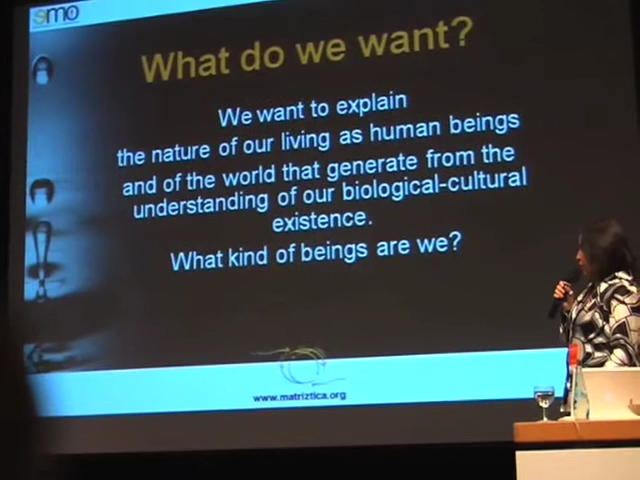 smo
What do we want?
We want to explain
the nature of our living as human beings
and of the world that generate from the
understanding of our biological-cultural
existence.
What kind of beings are we?
www.matriztica.org